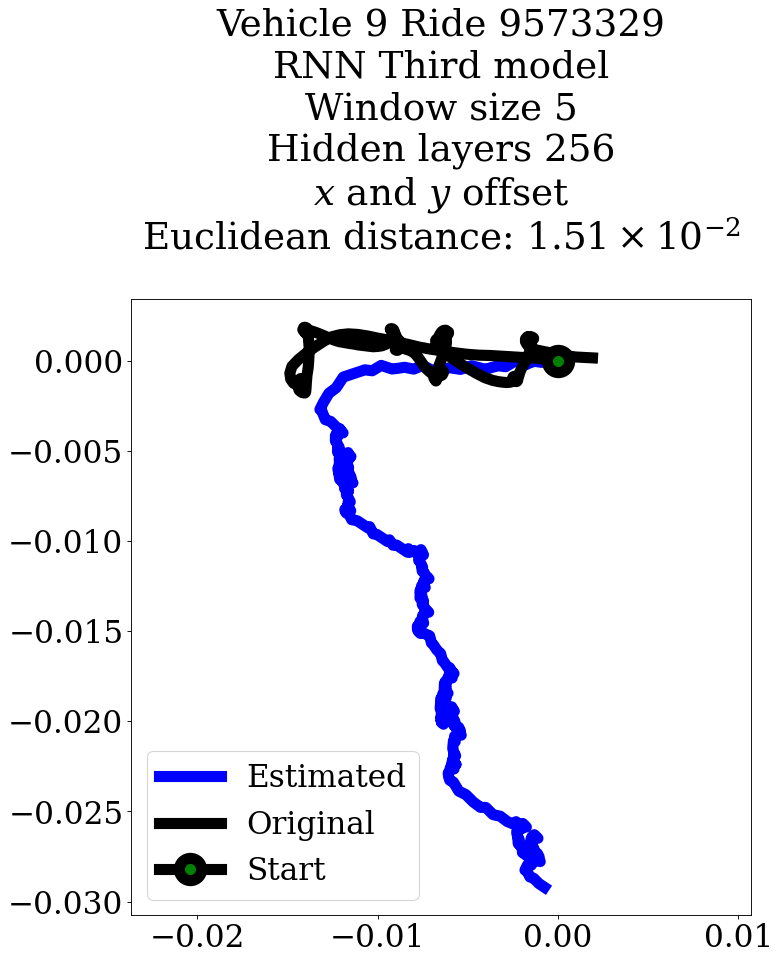 Vehicle 9 Ride 9573329
RNN Third model
Window size 5
Hidden layers 256
x and y offset
Euclidean distance: 1.51 × 10⁻²
0.000
−0.005
−0.010
−0.015
−0.020
−0.025
−0.030
Estimated
Original
Start
−0.02 −0.01 0.00 0.01